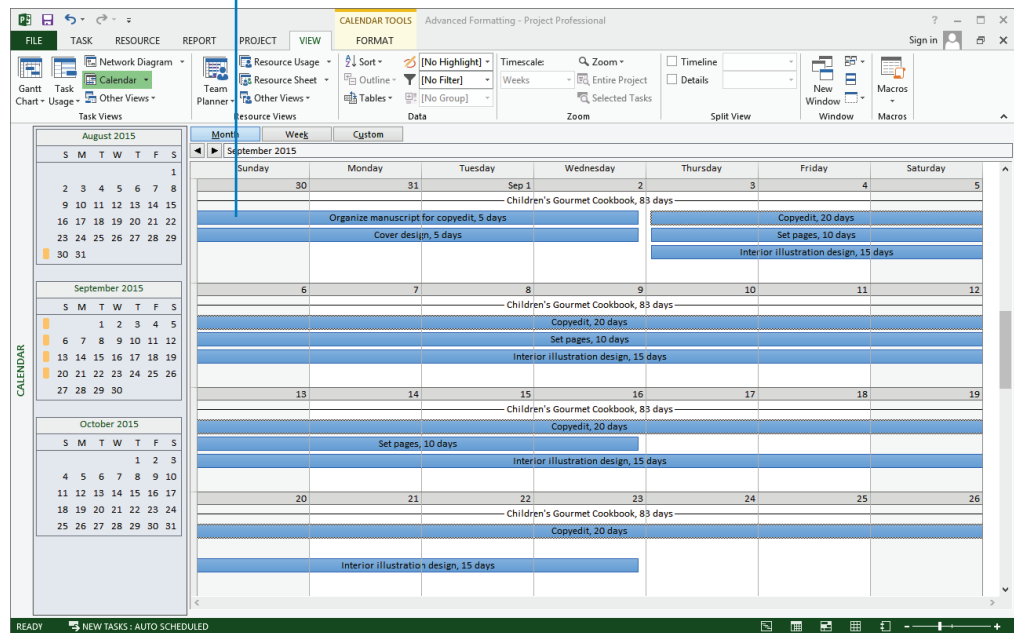 CALENDAR TOOLS Advanced Formatting - Project Professional ?
FILE TASK RESOURCE REPORT PROJECT VIEW FORMAT Sign in
Gantt Chart Task Usage Network Diagram Calendar Other Views
Task Views
Team Planner Resource Usage Resource Sheet Other Views
Resource Views
Sort Outline Tables [No Highlight] [No Filter] [No Group]
Data
Timescale: Weeks Zoom Entire Project Selected Tasks
Zoom
Timeline Details
Split View
New Window
Window
Macros
Macros
CALENDAR
August 2015
S M T W T F S
1
2 3 4 5 6 7 8
9 10 11 12 13 14 15
16 17 18 19 20 21 22
23 24 25 26 27 28 29
30 31
September 2015
S M T W T F S
1 2 3 4 5
6 7 8 9 10 11 12
13 14 15 16 17 18 19
20 21 22 23 24 25 26
27 28 29 30
October 2015
S M T W T F S
1 2 3
4 5 6 7 8 9 10
11 12 13 14 15 16 17
18 19 20 21 22 23 24
25 26 27 28 29 30 31
Month Week Custom
September 2015
Sunday Monday Tuesday Wednesday Thursday Friday Saturday
30 31 Sep 1 2 3 4 5
Children's Gourmet Cookbook, 83 days
Organize manuscript for copyedit, 5 days Copyedit, 20 days
Cover design, 5 days Set pages, 10 days
Interior illustration design, 15 days
6 7 8 9 10 11 12
Children's Gourmet Cookbook, 83 days
Copyedit, 20 days
Set pages, 10 days
Interior illustration design, 15 days
13 14 15 16 17 18 19
Children's Gourmet Cookbook, 83 days
Copyedit, 20 days
Set pages, 10 days
Interior illustration design, 15 days
20 21 22 23 24 25 26
Children's Gourmet Cookbook, 83 days
Copyedit, 20 days
Interior illustration design, 15 days
READY NEW TASKS : AUTO SCHEDULED